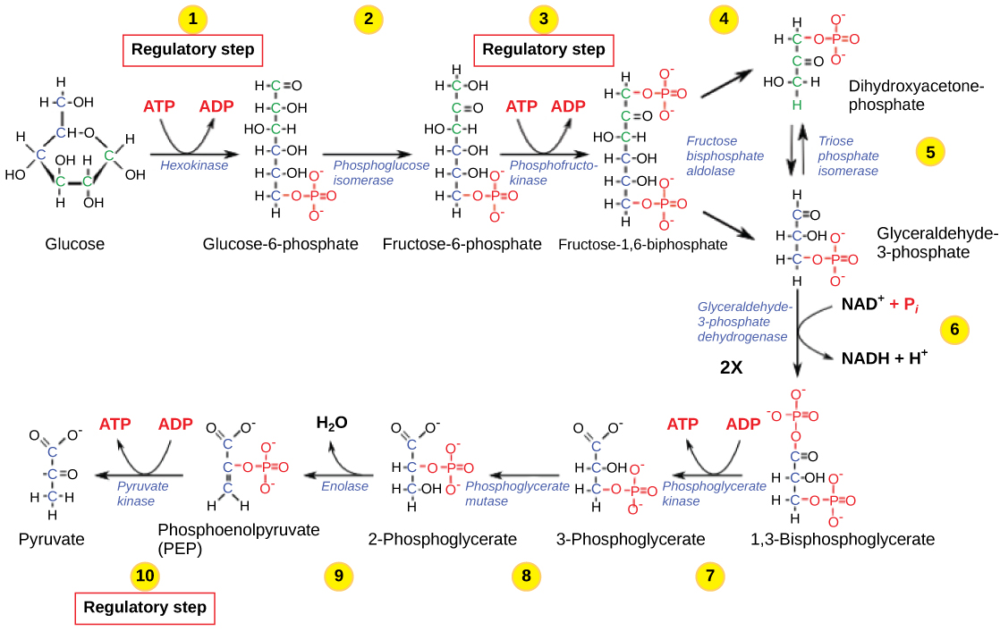 1
2
3
4
Regulatory step
Regulatory step
ATP
ADP
Hexokinase
Phosphoglucose
isomerase
ATP
ADP
Phosphofructo-
kinase
Fructose
bisphosphate
aldolase
Dihydroxyacetone-
phosphate
Triose
phosphate
isomerase
5
Glucose
Glucose-6-phosphate
Fructose-6-phosphate
Fructose-1,6-biphosphate
Glyceraldehyde-
3-phosphate
Glyceraldehyde-
3-phosphate
dehydrogenase
NAD+ + Pi
6
NADH + H+
2X
ATP
ADP
Pyruvate
kinase
H2O
Enolase
Phosphoglycerate
mutase
ATP
ADP
Phosphoglycerate
kinase
Pyruvate
Phosphoenolpyruvate
(PEP)
2-Phosphoglycerate
3-Phosphoglycerate
1,3-Bisphosphoglycerate
10
9
8
7
Regulatory step